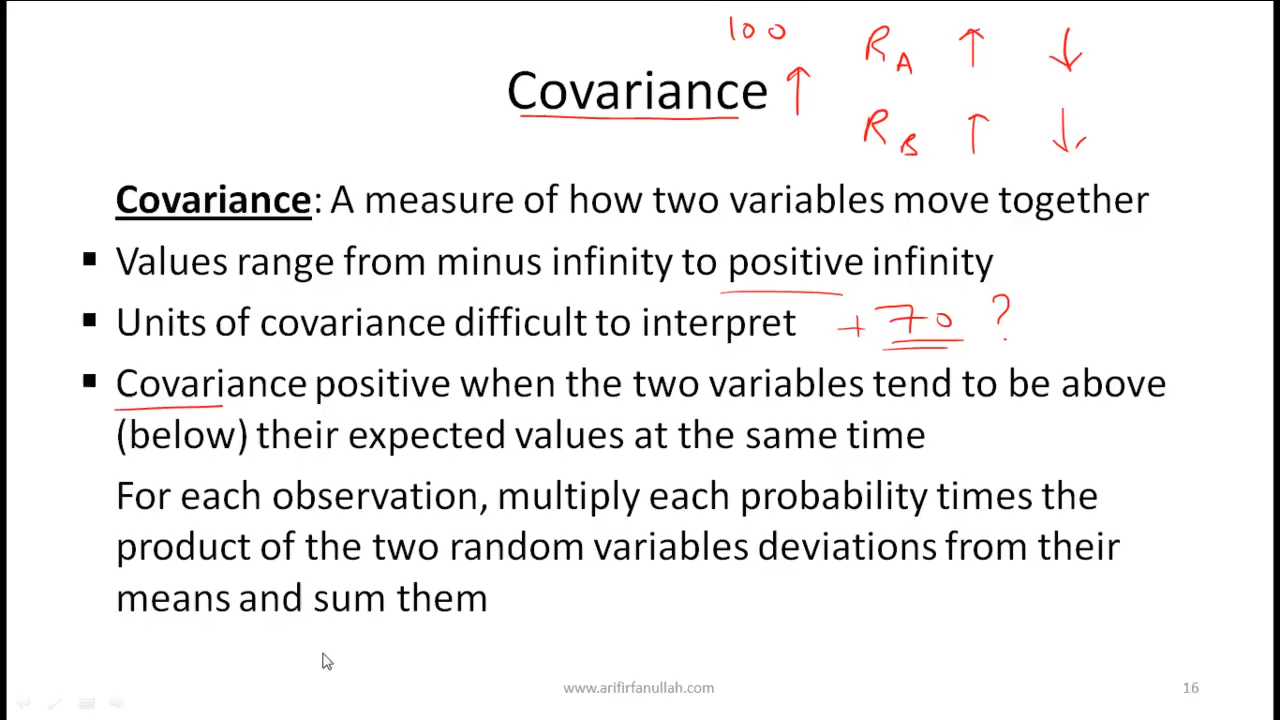 100 R_A ↑ ↓
Covariance ↑
R_B ↑ ↓
Covariance: A measure of how two variables move together
▪ Values range from minus infinity to positive infinity
▪ Units of covariance difficult to interpret + 70 ?
▪ Covariance positive when the two variables tend to be above
(below) their expected values at the same time
For each observation, multiply each probability times the
product of the two random variables deviations from their
means and sum them
www.arifirfanullah.com 16